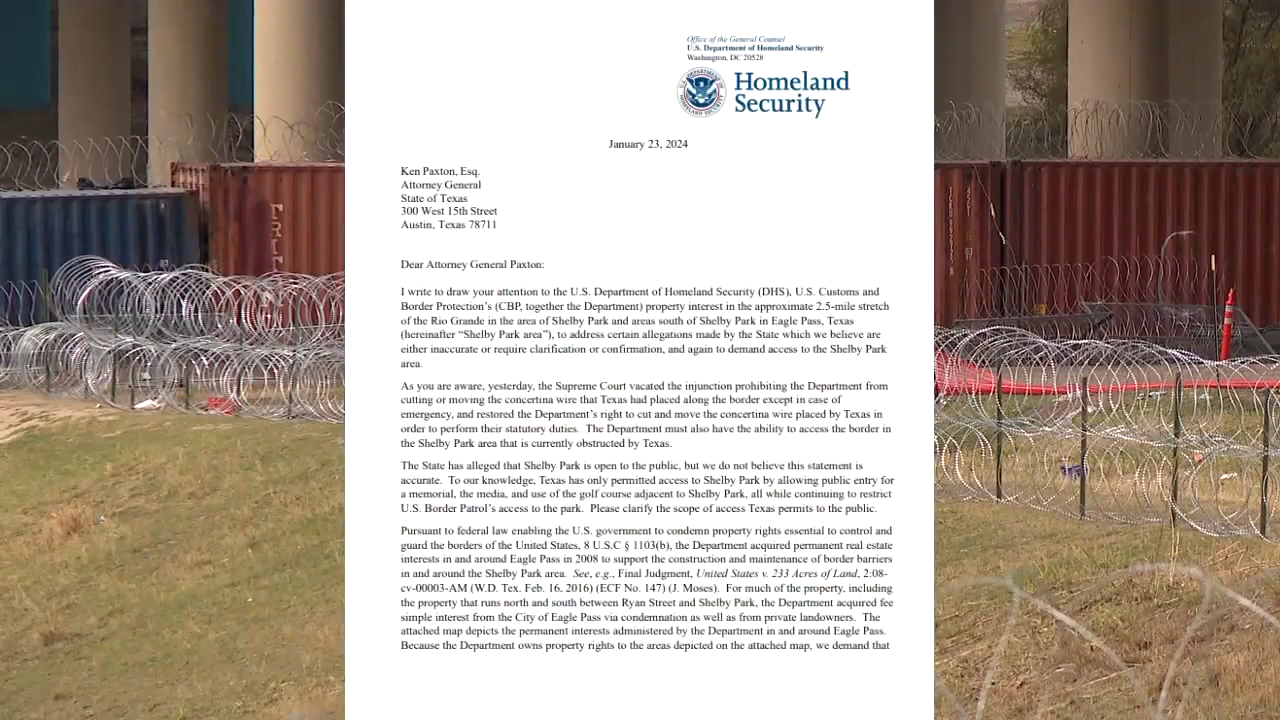 Office of the General Counsel
U.S. Department of Homeland Security
Washington, DC 20528
Homeland
Security
January 23, 2024
Ken Paxton, Esq.
Attorney General
State of Texas
300 West 15th Street
Austin, Texas 78711
Dear Attorney General Paxton:
I write to draw your attention to the U.S. Department of Homeland Security (DHS), U.S. Customs and
Border Protection's (CBP, together the Department) property interest in the approximate 2.5-mile stretch
of the Rio Grande in the area of Shelby Park and areas south of Shelby Park in Eagle Pass, Texas
(hereinafter “Shelby Park area”), to address certain allegations made by the State which we believe are
either inaccurate or require clarification or confirmation, and again to demand access to the Shelby Park
area.
As you are aware, yesterday, the Supreme Court vacated the injunction prohibiting the Department from
cutting or moving the concertina wire that Texas had placed along the border except in case of
emergency, and restored the Department's right to cut and move the concertina wire placed by Texas in
order to perform their statutory duties. The Department must also have the ability to access the border in
the Shelby Park area that is currently obstructed by Texas.
The State has alleged that Shelby Park is open to the public, but we do not believe this statement is
accurate. To our knowledge, Texas has only permitted access to Shelby Park by allowing public entry for
a memorial, the media, and use of the golf course adjacent to Shelby Park, all while continuing to restrict
U.S. Border Patrol's access to the park. Please clarify the scope of access Texas permits to the public.
Pursuant to federal law enabling the U.S. government to condemn property rights essential to control and
guard the borders of the United States, 8 U.S.C § 1103(b), the Department acquired permanent real estate
interests in and around Eagle Pass in 2008 to support the construction and maintenance of border barriers
in and around the Shelby Park area. See, e.g., Final Judgment, United States v. 233 Acres of Land, 2:08-
cv-00003-AM (W.D. Tex. Feb. 16, 2016) (ECF No. 147) (J. Moses). For much of the property, including
the property that runs north and south between Ryan Street and Shelby Park, the Department acquired fee
simple interest from the City of Eagle Pass via condemnation as well as from private landowners. The
attached map depicts the permanent interests administered by the Department in and around Eagle Pass.
Because the Department owns property rights to the areas depicted on the attached map, we demand that